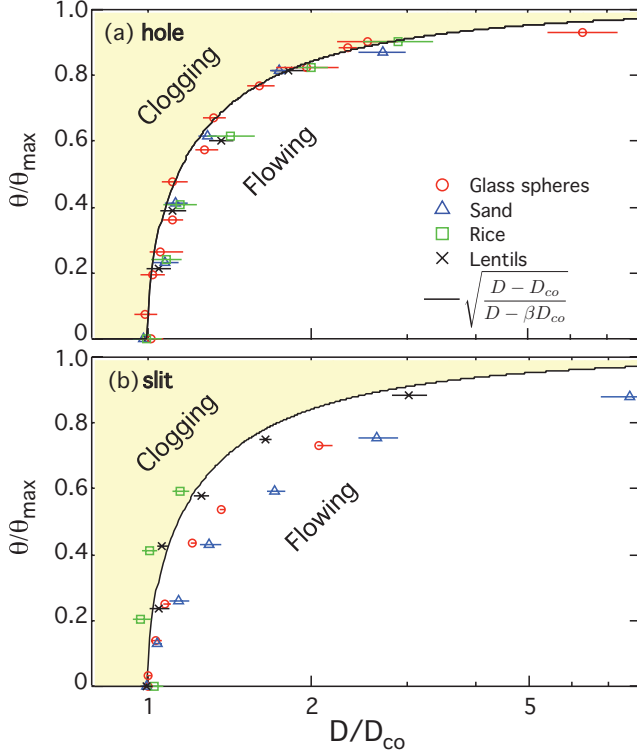 1.0
0.8
0.6
0.4
0.2
0
θ/θmax
(a) hole
Clogging
Flowing
Glass spheres
Sand
Rice
Lentils
√((D − Dco)/(D − βDco))
1.0
0.8
0.6
0.4
0.2
0
θ/θmax
(b) slit
Clogging
Flowing
1 2 5
D/Dco